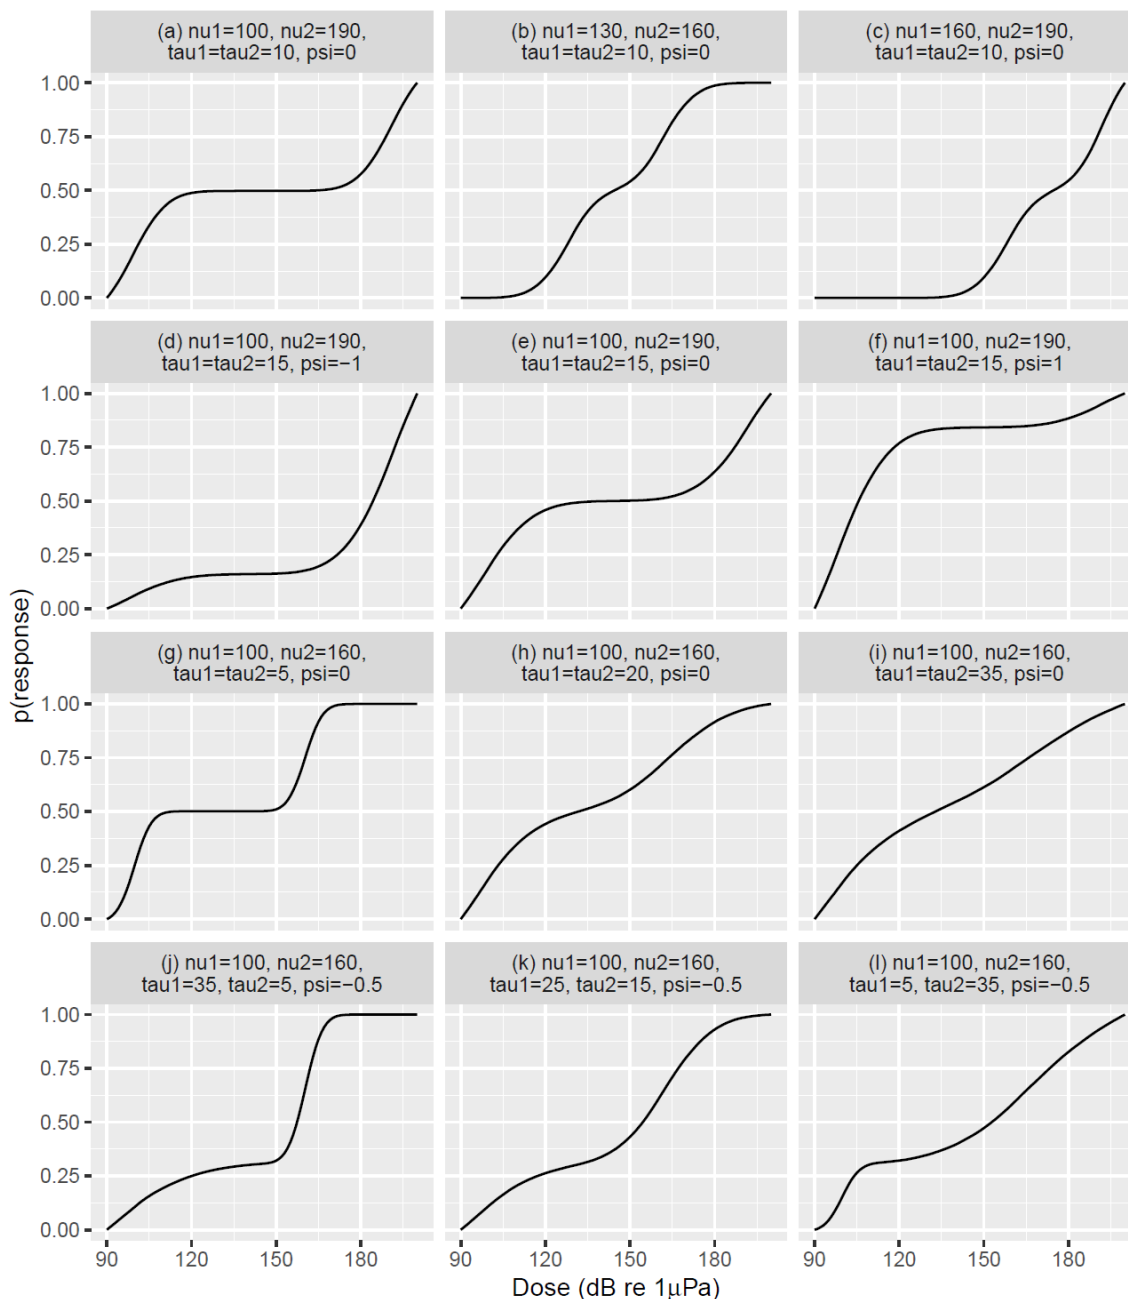 (a) nu1=100, nu2=190,
tau1=tau2=10, psi=0
(b) nu1=130, nu2=160,
tau1=tau2=10, psi=0
(c) nu1=160, nu2=190,
tau1=tau2=10, psi=0
1.00
0.75
0.50
0.25
0.00
(d) nu1=100, nu2=190,
tau1=tau2=15, psi=−1
(e) nu1=100, nu2=190,
tau1=tau2=15, psi=0
(f) nu1=100, nu2=190,
tau1=tau2=15, psi=1
1.00
0.75
0.50
0.25
0.00
(g) nu1=100, nu2=160,
tau1=tau2=5, psi=0
(h) nu1=100, nu2=160,
tau1=tau2=20, psi=0
(i) nu1=100, nu2=160,
tau1=tau2=35, psi=0
1.00
0.75
0.50
0.25
0.00
(j) nu1=100, nu2=160,
tau1=35, tau2=5, psi=−0.5
(k) nu1=100, nu2=160,
tau1=25, tau2=15, psi=−0.5
(l) nu1=100, nu2=160,
tau1=5, tau2=35, psi=−0.5
1.00
0.75
0.50
0.25
0.00
p(response)
90 120 150 180 90 120 150 180 90 120 150 180
Dose (dB re 1μPa)